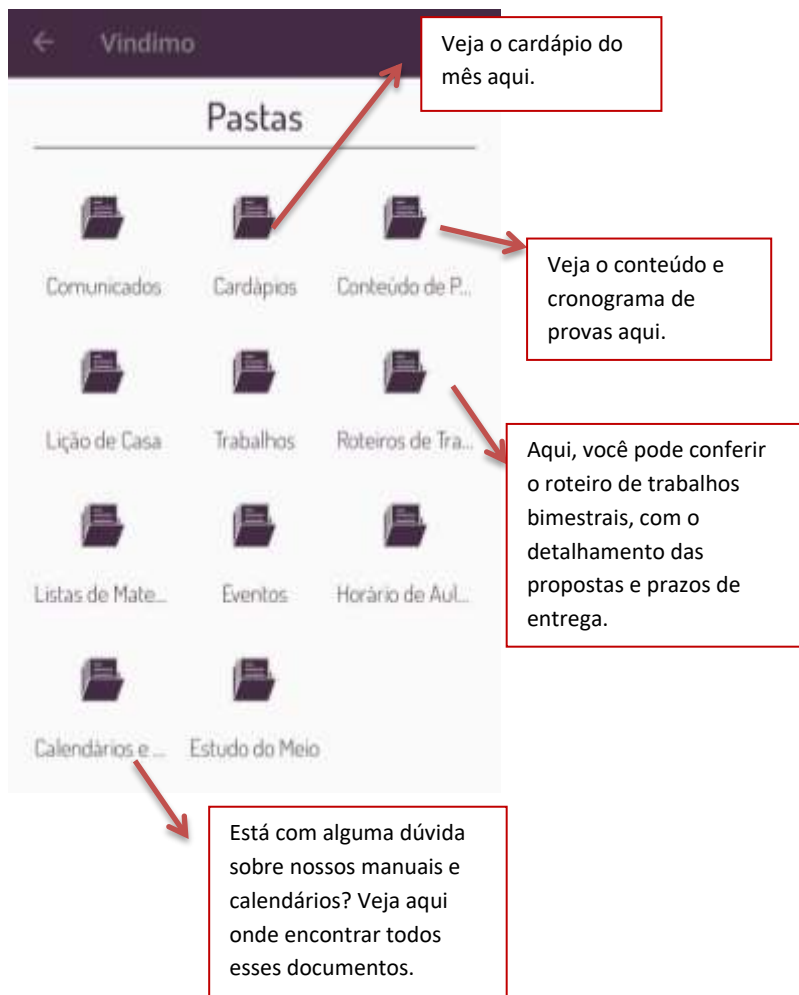 Vindimo
Veja o cardápio do
mês aqui.
Pastas
Comunicados
Cardápios
Conteúdo de P...
Veja o conteúdo e
cronograma de
provas aqui.
Lição de Casa
Trabalhos
Roteiros de Tra...
Aqui, você pode conferir
o roteiro de trabalhos
bimestrais, com o
detalhamento das
propostas e prazos de
entrega.
Listas de Mate...
Eventos
Horário de Aul...
Calendários e ...
Estudo do Meio
Está com alguma dúvida
sobre nossos manuais e
calendários? Veja aqui
onde encontrar todos
esses documentos.